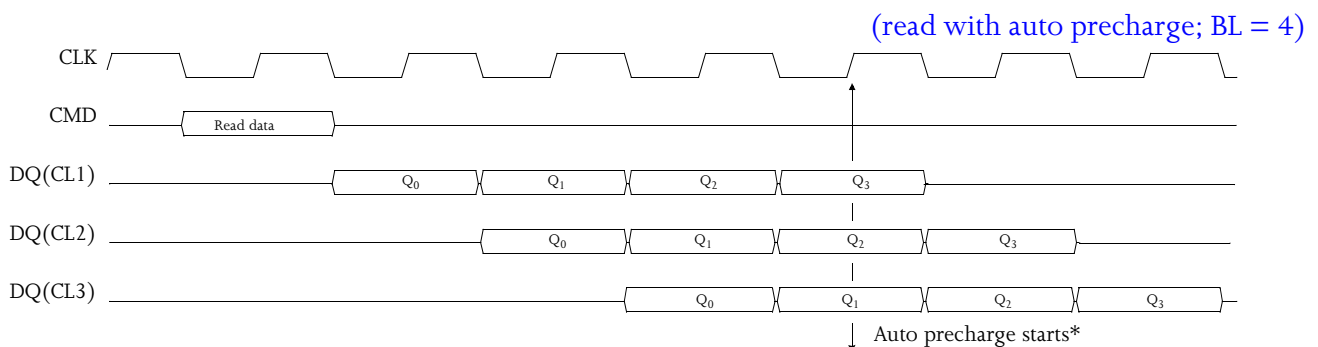 (read with auto precharge; BL = 4)
CLK
CMD
Read data
DQ(CL1)
Q0 Q1 Q2 Q3
DQ(CL2)
Q0 Q1 Q2 Q3
DQ(CL3)
Q0 Q1 Q2 Q3
Auto precharge starts*